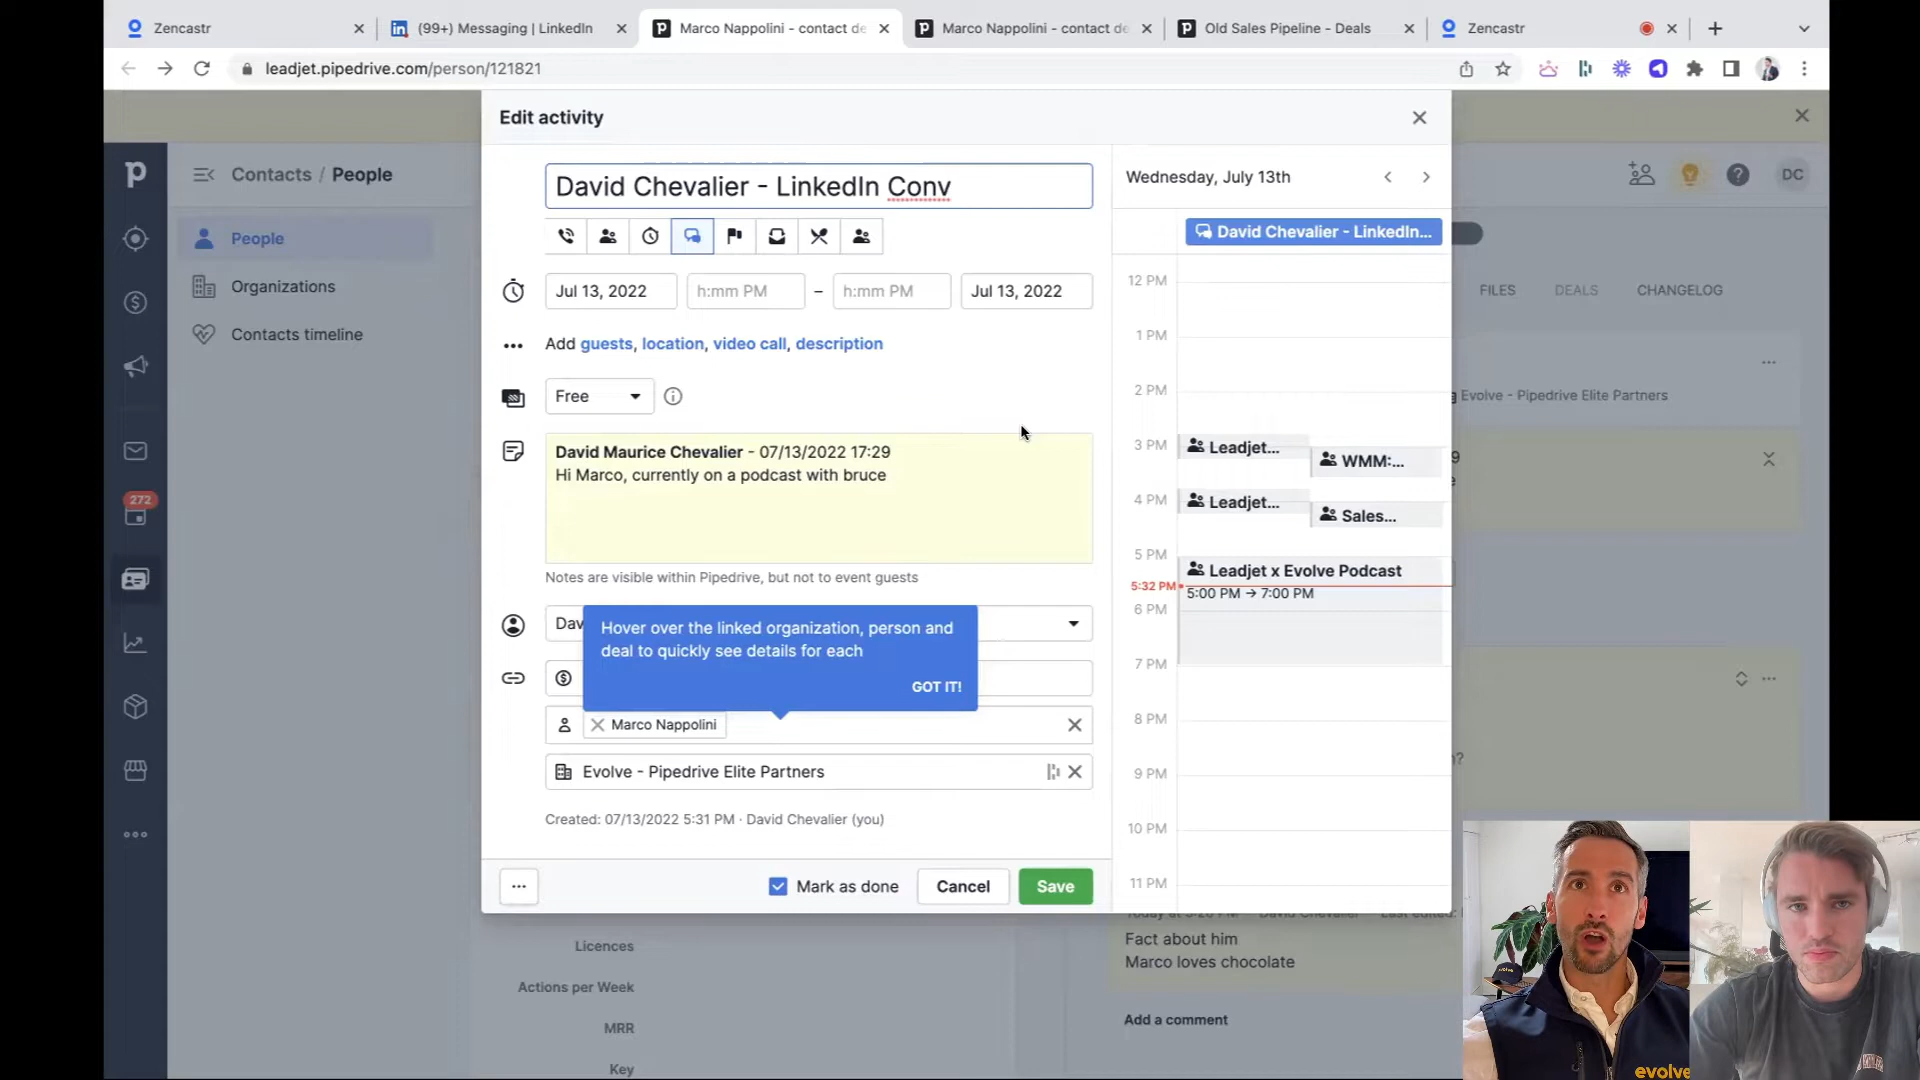 Zencastr
(99+) Messaging | LinkedIn
Marco Nappolini - contact de
Marco Nappolini - contact de
Old Sales Pipeline - Deals
Zencastr
leadjet.pipedrive.com/person/121821
Edit activity
Contacts / People
People
Organizations
Contacts timeline
272
David Chevalier - LinkedIn Conv
Jul 13, 2022
h:mm PM
–
h:mm PM
Jul 13, 2022
Add guests, location, video call, description
Free
David Maurice Chevalier - 07/13/2022 17:29
Hi Marco, currently on a podcast with bruce
Notes are visible within Pipedrive, but not to event guests
Dav
Hover over the linked organization, person and
deal to quickly see details for each
GOT IT!
Marco Nappolini
Evolve - Pipedrive Elite Partners
Created: 07/13/2022 5:31 PM · David Chevalier (you)
...
Mark as done
Cancel
Save
Wednesday, July 13th
David Chevalier - LinkedIn...
12 PM
1 PM
2 PM
3 PM
Leadjet...
WMM:...
4 PM
Leadjet...
Sales...
5 PM
Leadjet x Evolve Podcast
5:32 PM
5:00 PM → 7:00 PM
6 PM
7 PM
8 PM
9 PM
10 PM
11 PM
DC
FILES
DEALS
CHANGELOG
Evolve - Pipedrive Elite Partners
Licences
Actions per Week
MRR
Key
Fact about him
Marco loves chocolate
Add a comment
evolve